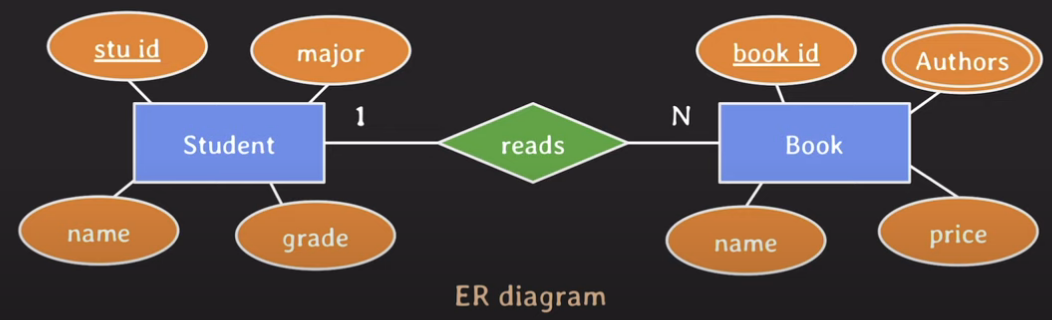 stu id
major
book id
Authors
Student
1
reads
N
Book
name
grade
name
price
ER diagram